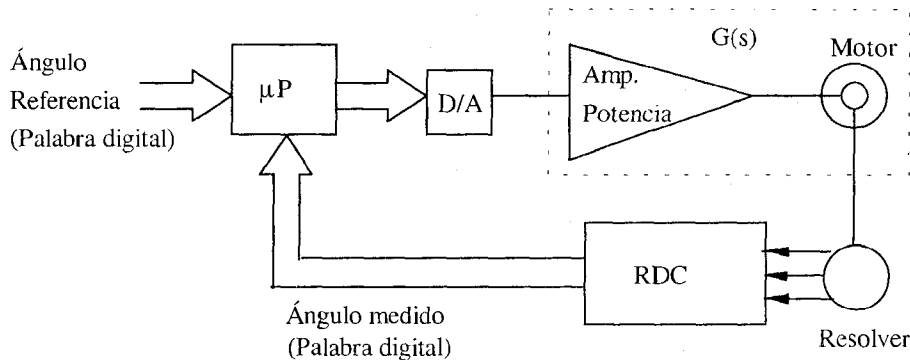 G(s)
Motor
Ángulo
Referencia
(Palabra digital)
μP
D/A
Amp.
Potencia
RDC
Ángulo medido
(Palabra digital)
Resolver